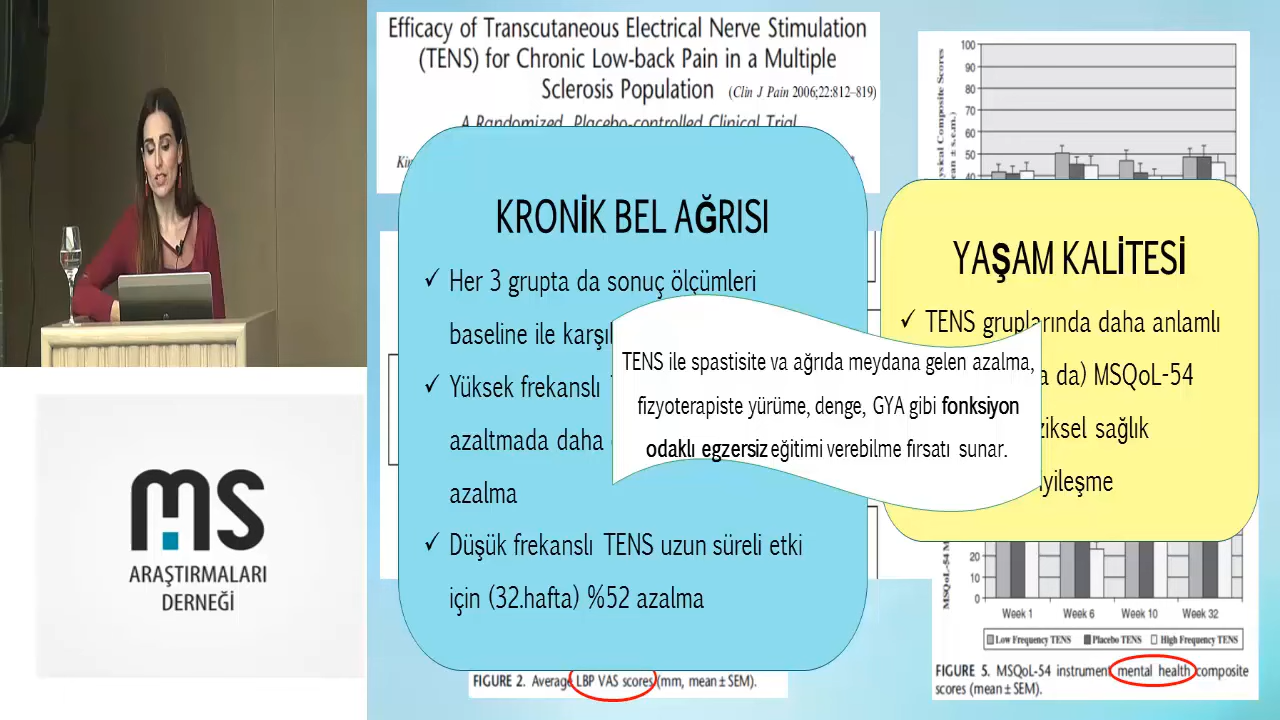 Efficacy of Transcutaneous Electrical Nerve Stimulation
(TENS) for Chronic Low-back Pain in a Multiple
Sclerosis Population (Clin J Pain 2006;22:812–819)
A Randomized, Placebo-controlled Clinical Trial
KRONİK BEL AĞRISI
✓ Her 3 grupta da sonuç ölçümleri
baseline ile
✓ Yüksek frekanslı
azaltmada daha
azalma
✓ Düşük frekanslı TENS uzun süreli etki
için (32.hafta) %52 azalma
TENS ile spastisite va ağrıda meydana gelen azalma,
fizyoterapiste yürüme, denge, GYA gibi fonksiyon
odaklı egzersiz eğitimi verebilme fırsatı sunar.
YAŞAM KALİTESİ
✓ TENS gruplarında daha anlamlı
da) MSQoL-54
sağlık
100
90
80
70
60
50
40
20
10
0
Week 1 Week 6 Week 10 Week 32
Low Frequency TENS Placebo TENS High Frequency TENS
FIGURE 5. MSQoL-54 instrument mental health composite
scores (mean ± SEM).
FIGURE 2. Average LBP VAS scores (mm, mean ± SEM).
MS
ARAŞTIRMALARI
DERNEĞİ